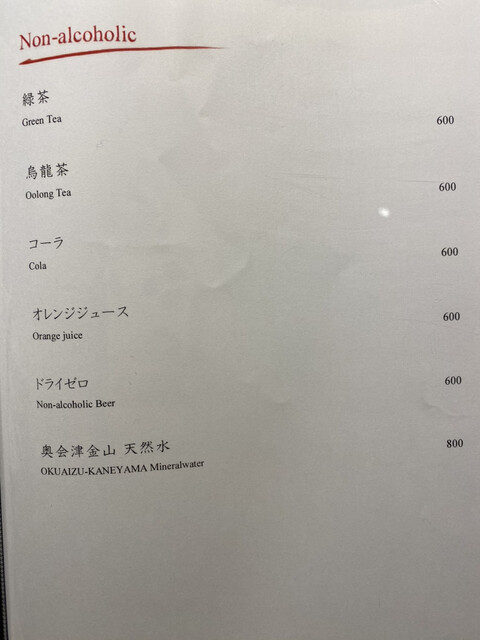 Non-alcoholic
緑茶
Green Tea
600
烏龍茶
Oolong Tea
600
コーラ
Cola
600
オレンジジュース
Orange juice
600
ドライゼロ
Non-alcoholic Beer
600
奥会津金山 天然水
OKUAIZU-KANEYAMA Mineralwater
800